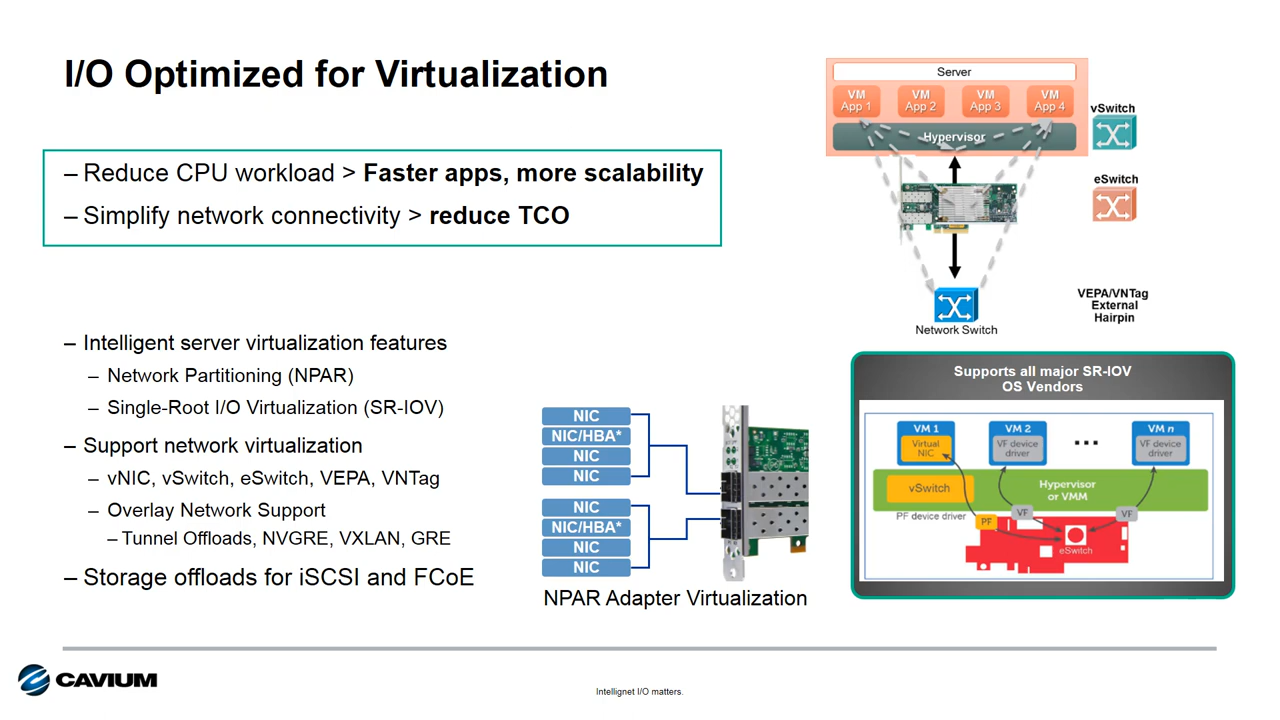 I/O Optimized for Virtualization
– Reduce CPU workload > Faster apps, more scalability
– Simplify network connectivity > reduce TCO
– Intelligent server virtualization features
– Network Partitioning (NPAR)
– Single-Root I/O Virtualization (SR-IOV)
– Support network virtualization
– vNIC, vSwitch, eSwitch, VEPA, VNTag
– Overlay Network Support
– Tunnel Offloads, NVGRE, VXLAN, GRE
– Storage offloads for iSCSI and FCoE
NIC
NIC/HBA*
NIC
NIC
NIC
NIC/HBA*
NIC
NIC
NPAR Adapter Virtualization
Server
VM
App 1
VM
App 2
VM
App 3
VM
App 4
Hypervisor
vSwitch
eSwitch
VEPA/VNTag
External
Hairpin
Network Switch
Supports all major SR-IOV
OS Vendors
VM 1
Virtual
NIC
VM 2
VF device
driver
VM n
VF device
driver
vSwitch
Hypervisor
or VMM
PF device driver
PF
VF
VF
eSwitch
CAVIUM
Intellignet I/O matters.